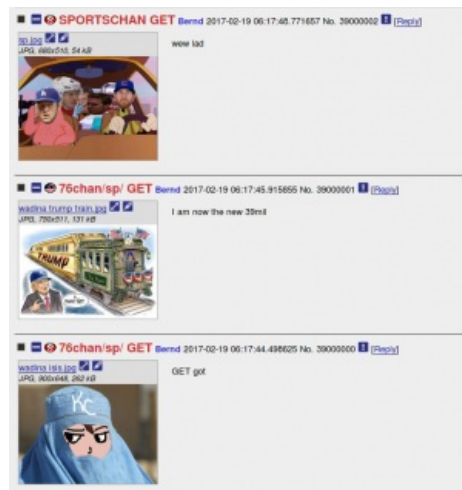 SPORTSCHAN GET Bernd 2017-02-19 06:17:48.771657 No. 39000002 [Reply]
sp.jpg
JPG, 680x510, 54 kB
wew lad
76chan/sp/ GET Bernd 2017-02-19 06:17:45.915855 No. 39000001 [Reply]
wadina trump train.jpg
JPG, 750x511, 131 kB
I am now the new 39mil
TRUMP
76chan/sp/ GET Bernd 2017-02-19 06:17:44.498625 No. 39000000 [Reply]
wadina isis.jpg
JPG, 900x648, 262 kB
GET got
KC